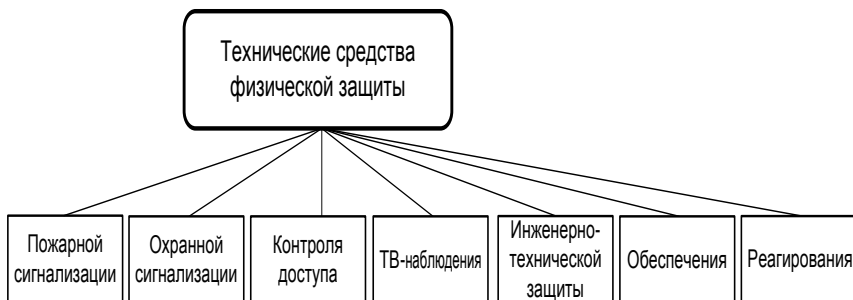 Технические средства
физической защиты
Пожарной
сигнализации
Охранной
сигнализации
Контроля
доступа
ТВ-наблюдения
Инженерно-
технической
защиты
Обеспечения
Реагирования